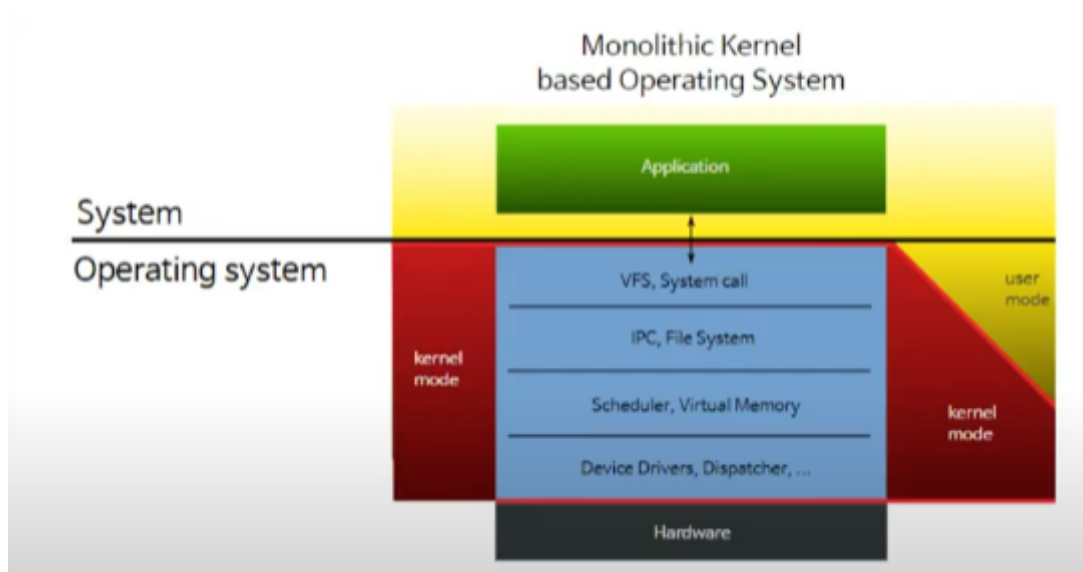 Monolithic Kernel
based Operating System
Application
System
Operating system
VFS, System call
user
mode
IPC, File System
kernel
mode
Scheduler, Virtual Memory
kernel
mode
Device Drivers, Dispatcher, ...
Hardware